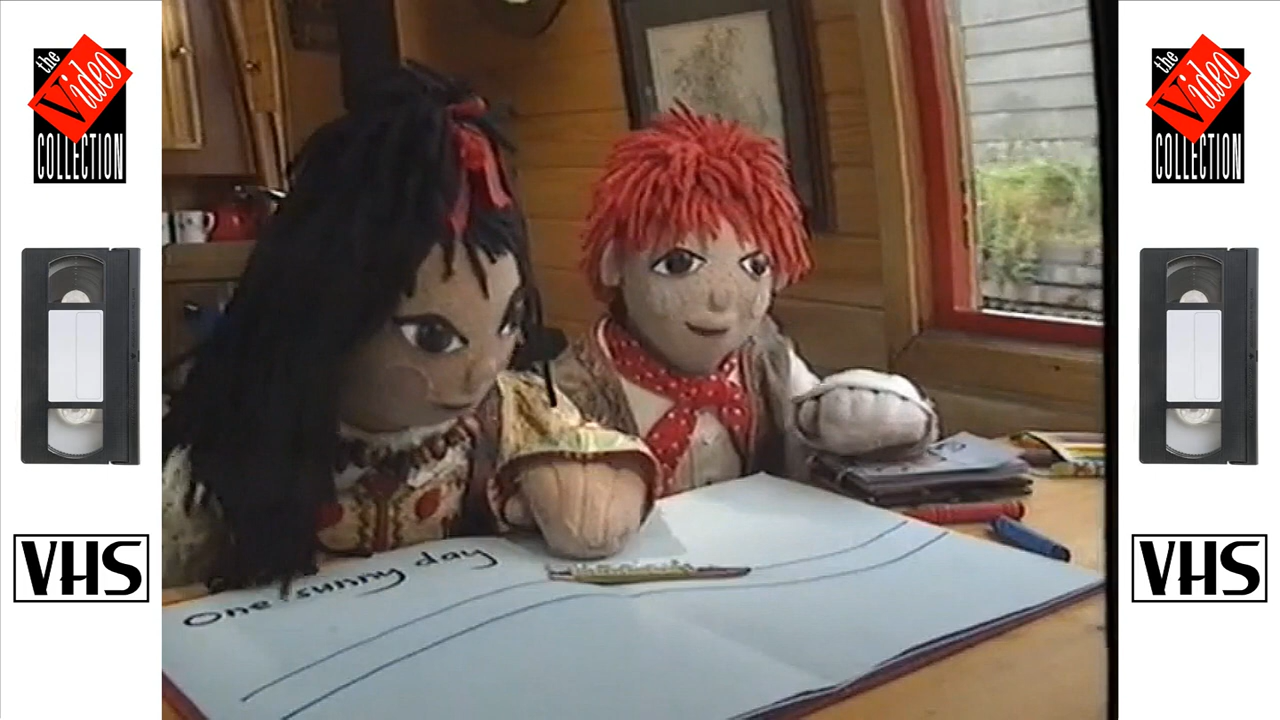 the
Video
COLLECTION
VHS
One sunny day
the
Video
COLLECTION
VHS